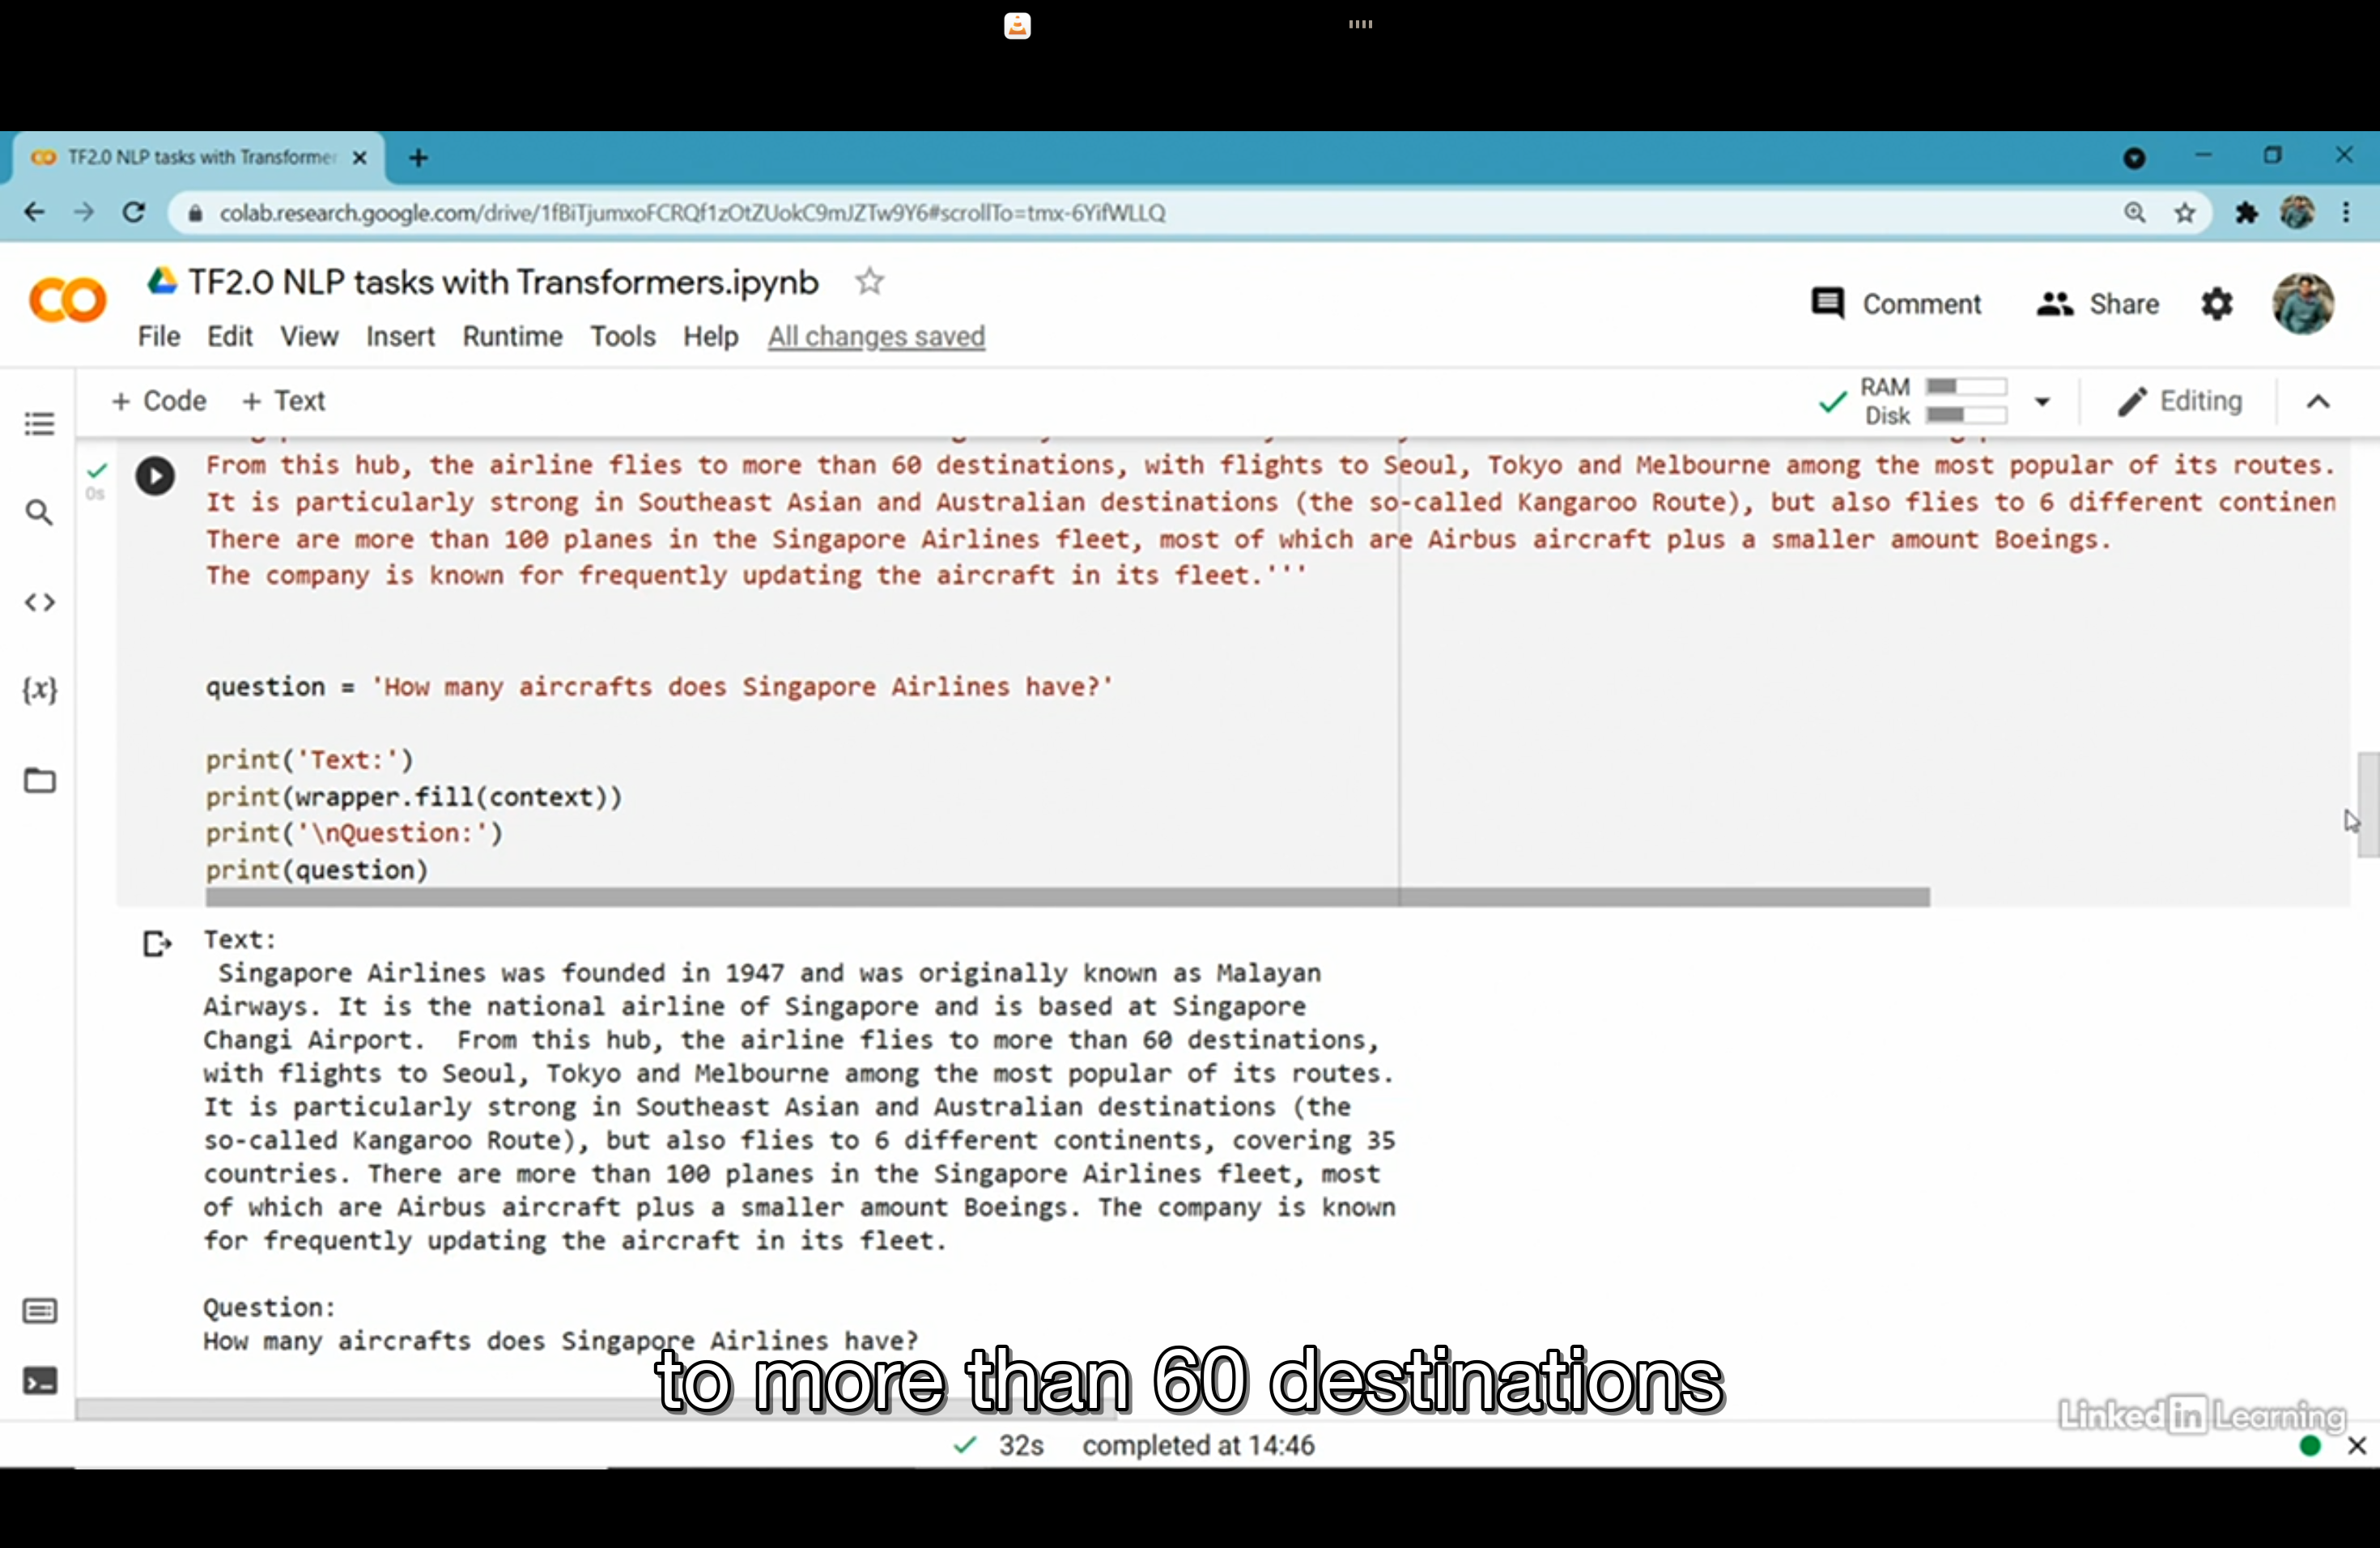 TF2.0 NLP tasks with Transformer
colab.research.google.com/drive/1fBiTjumxoFCRQf1zOtZUokC9mJZTw9Y6#scrollTo=tmx-6YifWLLQ
TF2.0 NLP tasks with Transformers.ipynb
Comment
Share
File Edit View Insert Runtime Tools Help All changes saved
+ Code + Text
RAM
Disk
Editing
From this hub, the airline flies to more than 60 destinations, with flights to Seoul, Tokyo and Melbourne among the most popular of its routes.
0s
It is particularly strong in Southeast Asian and Australian destinations (the so-called Kangaroo Route), but also flies to 6 different continen
There are more than 100 planes in the Singapore Airlines fleet, most of which are Airbus aircraft plus a smaller amount Boeings.
The company is known for frequently updating the aircraft in its fleet.'''
question = 'How many aircrafts does Singapore Airlines have?'
{x}
print('Text:')
print(wrapper.fill(context))
print('\nQuestion:')
print(question)
Text:
Singapore Airlines was founded in 1947 and was originally known as Malayan
Airways. It is the national airline of Singapore and is based at Singapore
Changi Airport.  From this hub, the airline flies to more than 60 destinations,
with flights to Seoul, Tokyo and Melbourne among the most popular of its routes.
It is particularly strong in Southeast Asian and Australian destinations (the
so-called Kangaroo Route), but also flies to 6 different continents, covering 35
countries. There are more than 100 planes in the Singapore Airlines fleet, most
of which are Airbus aircraft plus a smaller amount Boeings. The company is known
for frequently updating the aircraft in its fleet.
Question:
How many aircrafts does Singapore Airlines have?
to more than 60 destinations
Linked in Learning
32s completed at 14:46